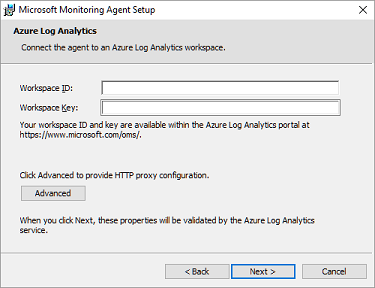 Microsoft Monitoring Agent Setup
Azure Log Analytics
Connect the agent to an Azure Log Analytics workspace.
Workspace ID:
Workspace Key:
Your workspace ID and key are available within the Azure Log Analytics portal at
https://www.microsoft.com/oms/.
Click Advanced to provide HTTP proxy configuration.
Advanced
When you click Next, these properties will be validated by the Azure Log Analytics
service.
< Back Next > Cancel